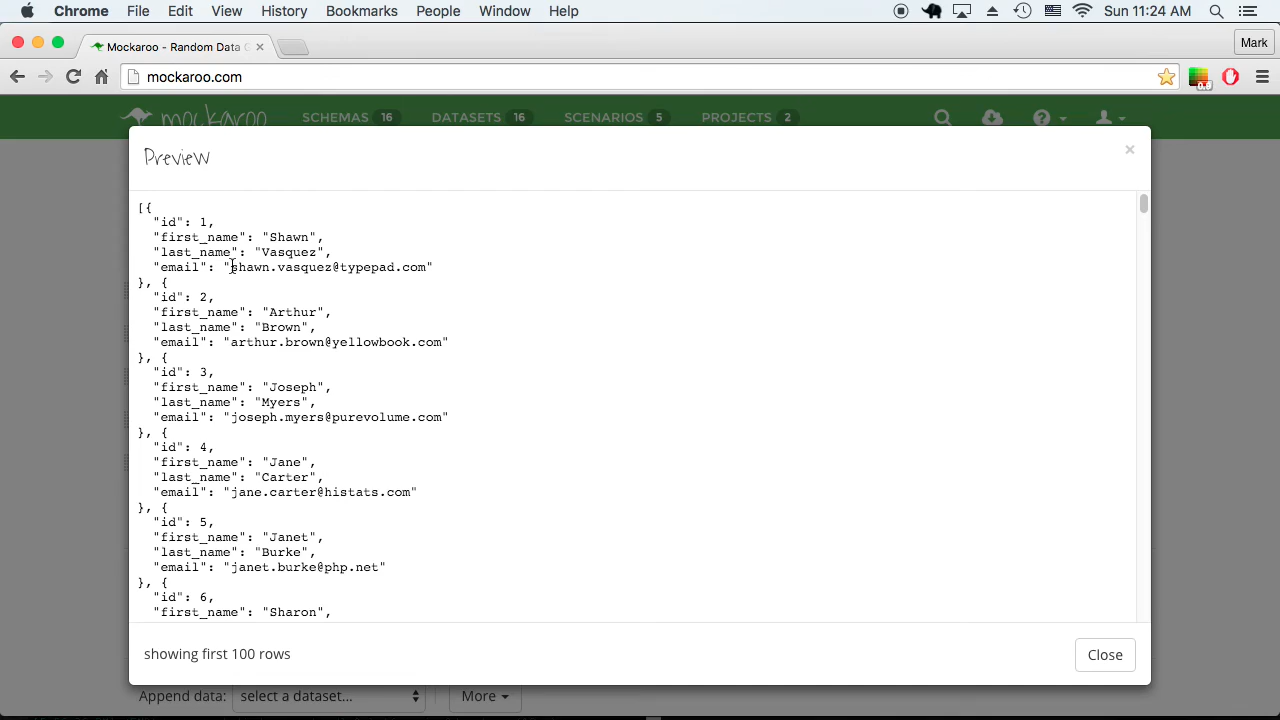 Chrome File Edit View History Bookmarks People Window Help Sun 11:24 AM
Mockaroo - Random Data G Mark
mockaroo.com 0.6
mockaroo SCHEMAS 16 DATASETS 16 SCENARIOS 5 PROJECTS 2
Preview ×
[{
"id": 1,
"first_name": "Shawn",
"last_name": "Vasquez",
"email": "shawn.vasquez@typepad.com"
}, {
"id": 2,
"first_name": "Arthur",
"last_name": "Brown",
"email": "arthur.brown@yellowbook.com"
}, {
"id": 3,
"first_name": "Joseph",
"last_name": "Myers",
"email": "joseph.myers@purevolume.com"
}, {
"id": 4,
"first_name": "Jane",
"last_name": "Carter",
"email": "jane.carter@histats.com"
}, {
"id": 5,
"first_name": "Janet",
"last_name": "Burke",
"email": "janet.burke@php.net"
}, {
"id": 6,
"first_name": "Sharon",
showing first 100 rows Close
Append data: select a dataset... More